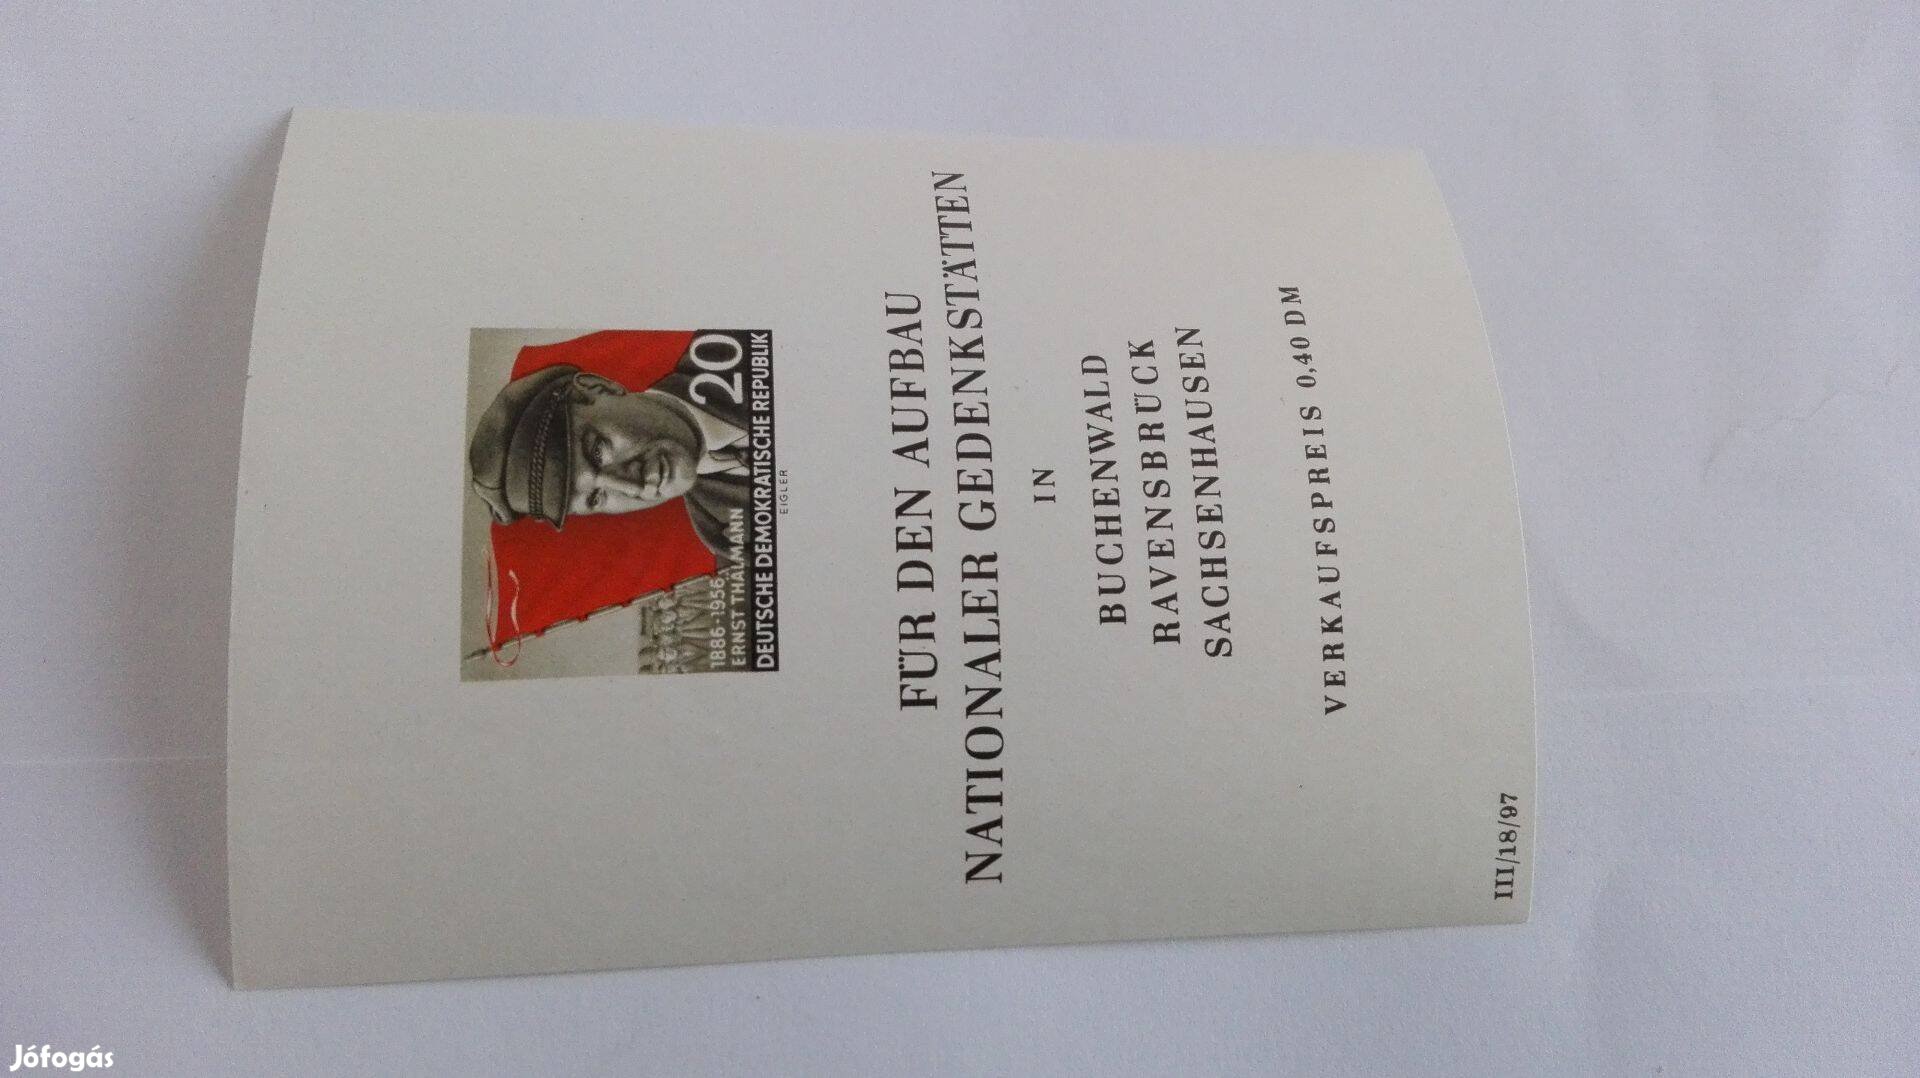 20
1886-1956
ERNST THÄLMANN
DEUTSCHE DEMOKRATISCHE REPUBLIK
EIGLER
FÜR DEN AUFBAU
NATIONALER GEDENKSTÄTTEN
IN
BUCHENWALD
RAVENSBRÜCK
SACHSENHAUSEN
VERKAUFSPREIS 0,40 DM
III/18/97
Jófogás